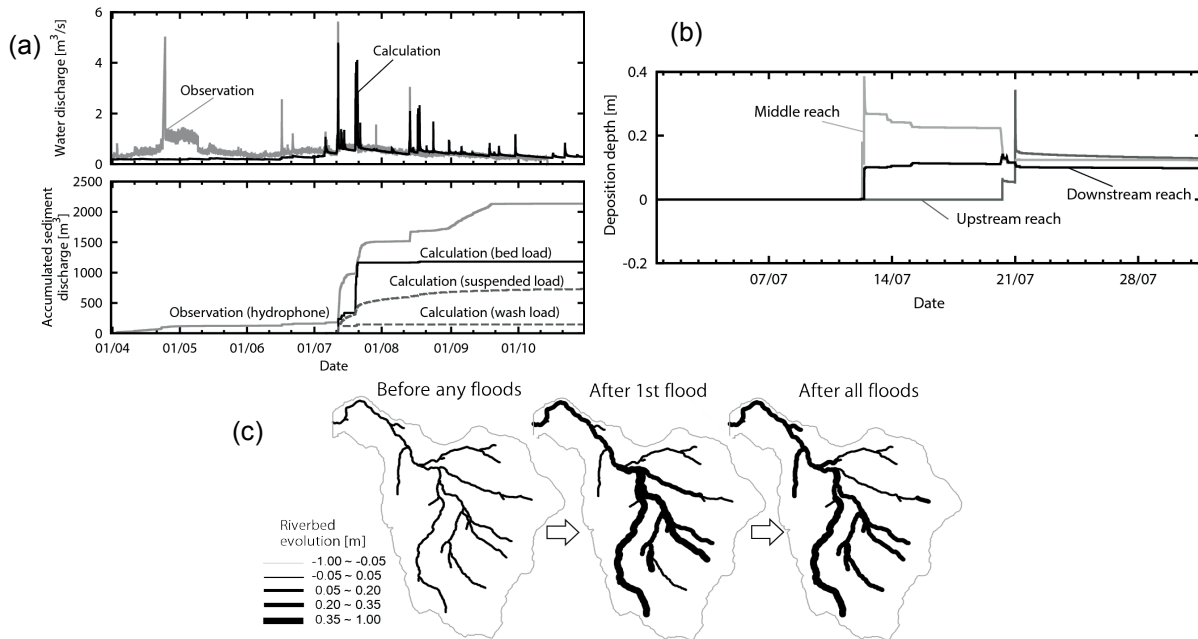 (a)
Water discharge [m³/s]
6
4
2
0
Calculation
Observation
Accumulated sediment
discharge [m³]
2500
2000
1500
1000
500
0
Calculation (bed load)
Calculation (suspended load)
Observation (hydrophone)
Calculation (wash load)
01/04 01/05 01/06 01/07 01/08 01/09 01/10
Date
(b)
Deposition depth [m]
0.4
0.2
0
-0.2
Middle reach
Downstream reach
Upstream reach
07/07 14/07 21/07 28/07
Date
(c)
Before any floods After 1st flood After all floods
Riverbed
evolution [m]
-1.00 ~ -0.05
-0.05 ~ 0.05
0.05 ~ 0.20
0.20 ~ 0.35
0.35 ~ 1.00